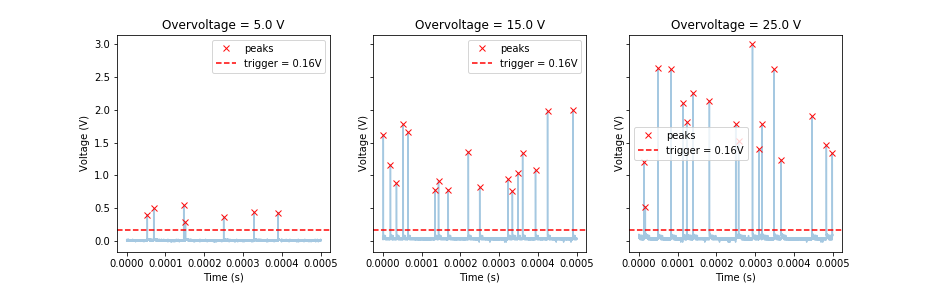 Overvoltage = 5.0 V
Voltage (V)
3.0
2.5
2.0
1.5
1.0
0.5
0.0
peaks
trigger = 0.16V
0.0000 0.0001 0.0002 0.0003 0.0004 0.0005
Time (s)
Overvoltage = 15.0 V
Voltage (V)
peaks
trigger = 0.16V
0.0000 0.0001 0.0002 0.0003 0.0004 0.0005
Time (s)
Overvoltage = 25.0 V
Voltage (V)
peaks
trigger = 0.16V
0.0000 0.0001 0.0002 0.0003 0.0004 0.0005
Time (s)